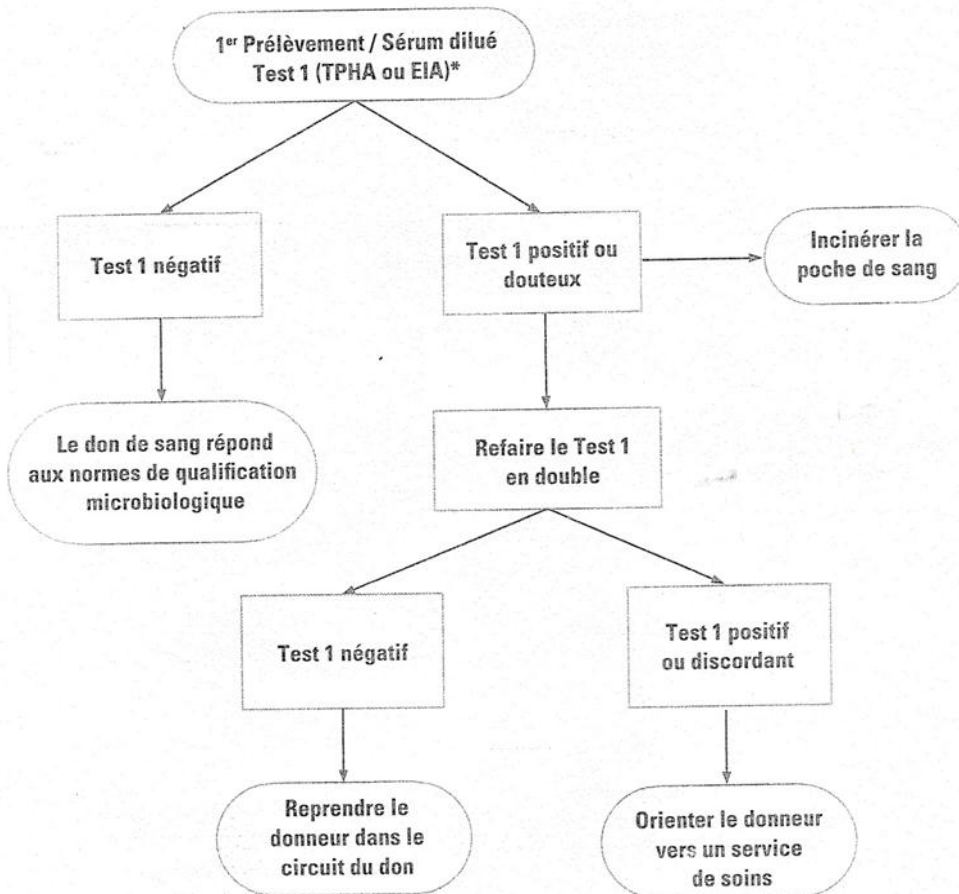 1er Prélèvement / Sérum dilué
Test 1 (TPHA ou EIA)*
Test 1 négatif
Test 1 positif ou
douteux
Incinérer la
poche de sang
Le don de sang répond
aux normes de qualification
microbiologique
Refaire le Test 1
en double
Test 1 négatif
Test 1 positif
ou discordant
Reprendre le
donneur dans le
circuit du don
Orienter le donneur
vers un service
de soins